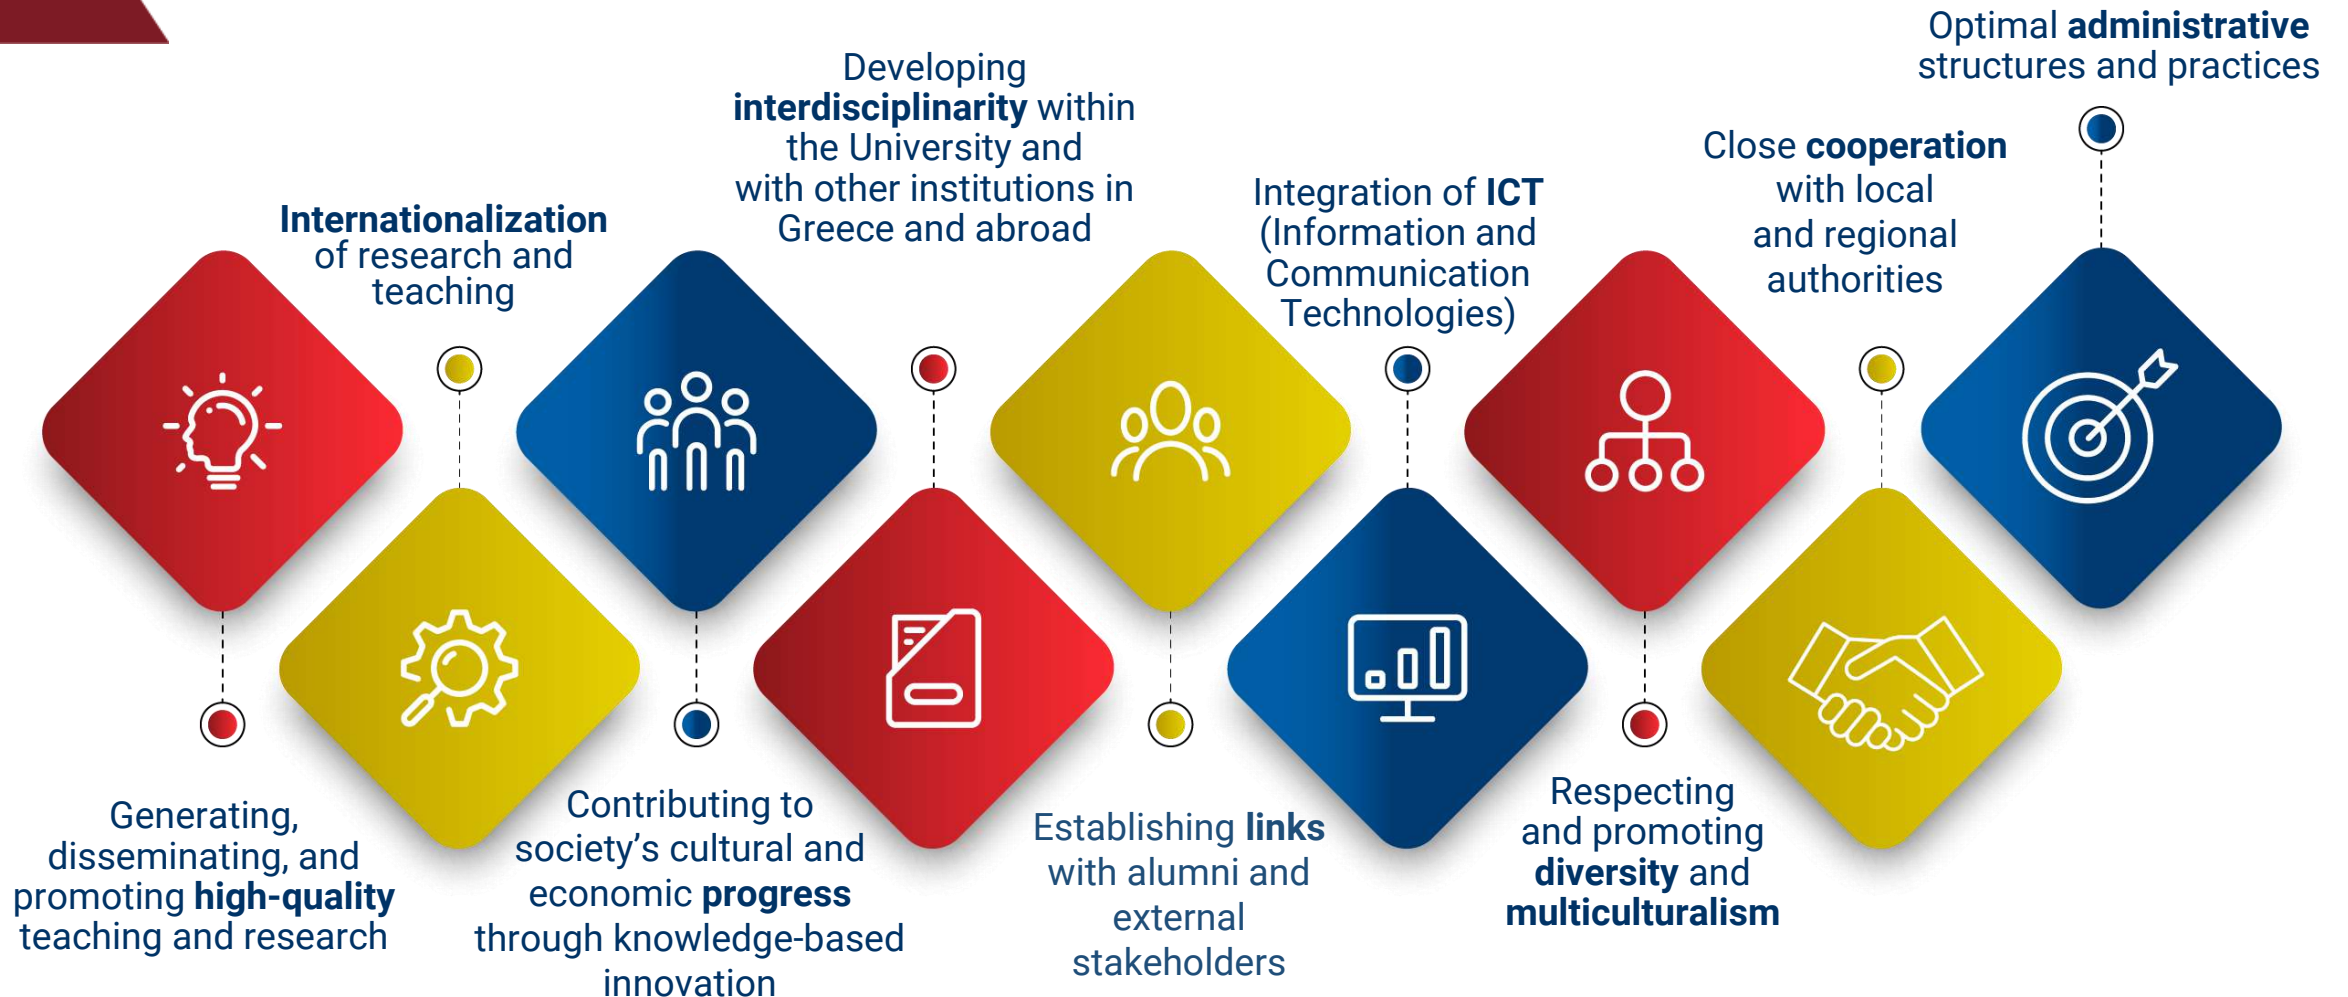 Generating,
disseminating, and
promoting high-quality
teaching and research
Internationalization
of research and
teaching
Contributing to
society’s cultural and
economic progress
through knowledge-based
innovation
Developing
interdisciplinarity within
the University and
with other institutions in
Greece and abroad
Establishing links
with alumni and
external
stakeholders
Integration of ICT
(Information and
Communication
Technologies)
Respecting
and promoting
diversity and
multiculturalism
Close cooperation
with local
and regional
authorities
Optimal administrative
structures and practices